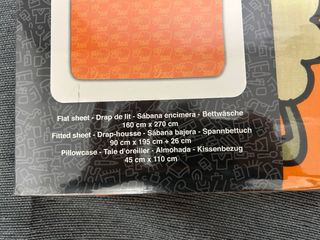 Flat sheet - Drap de lit - Sábana encimera - Bettwäsche
160 cm x 270 cm
Fitted sheet - Drap-housse - Sábana bajera - Spannbettuch
90 cm x 195 cm + 26 cm
Pillowcase - Taie d'oreiller - Almohada - Kissenbezug
45 cm x 110 cm